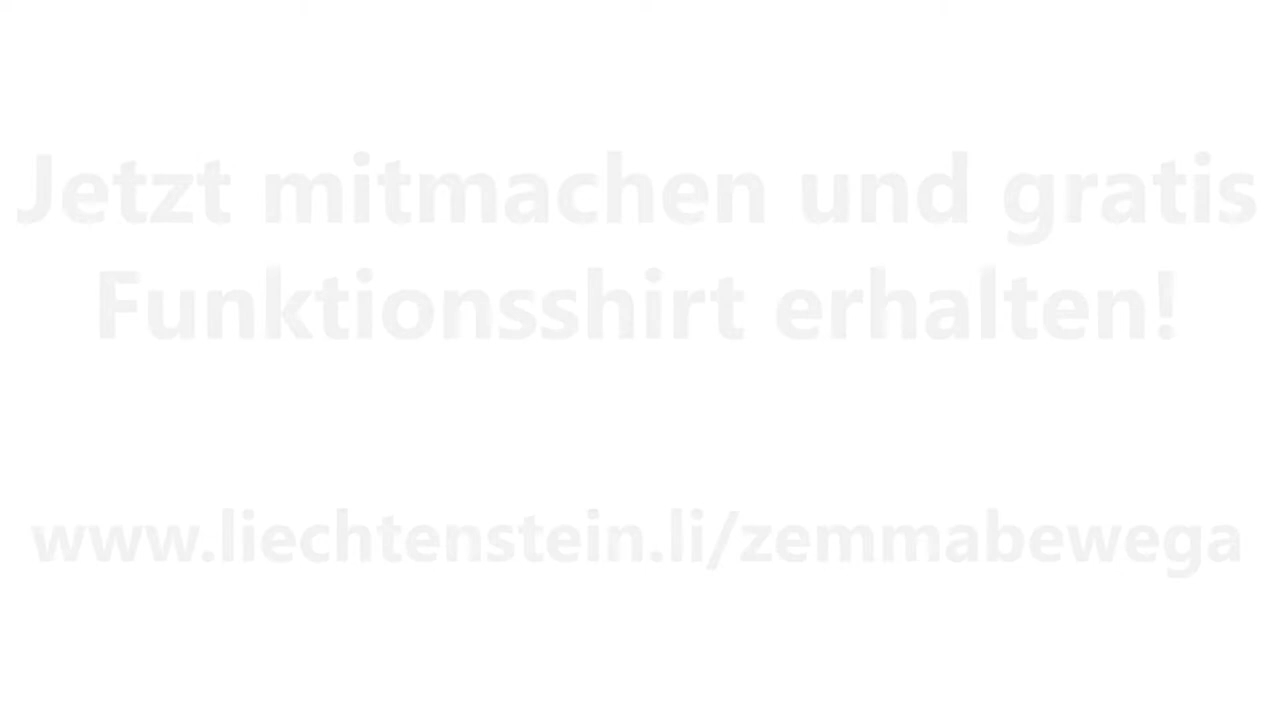 Jetzt mitmachen und gratis
Funktionsshirt erhalten!
www.liechtenstein.li/zemmabewega